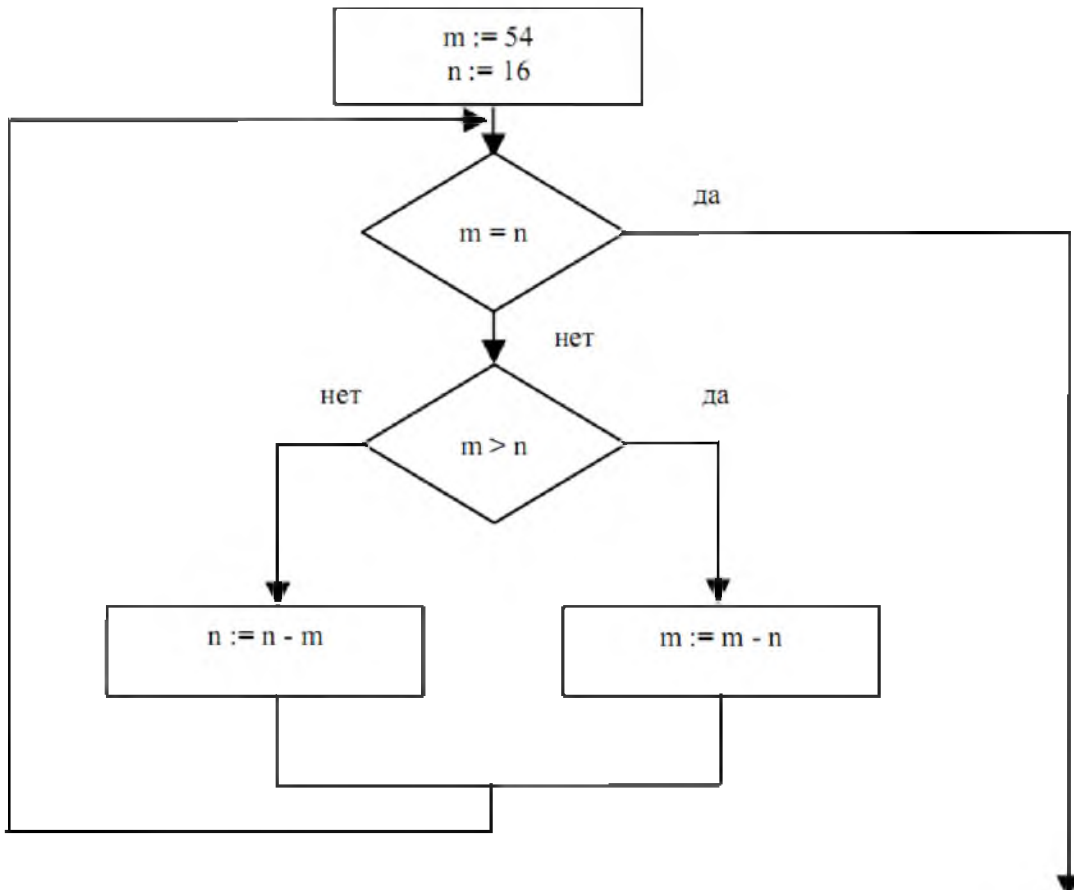 m := 54
n := 16
да
m = n
нет
нет
да
m > n
n := n - m
m := m - n